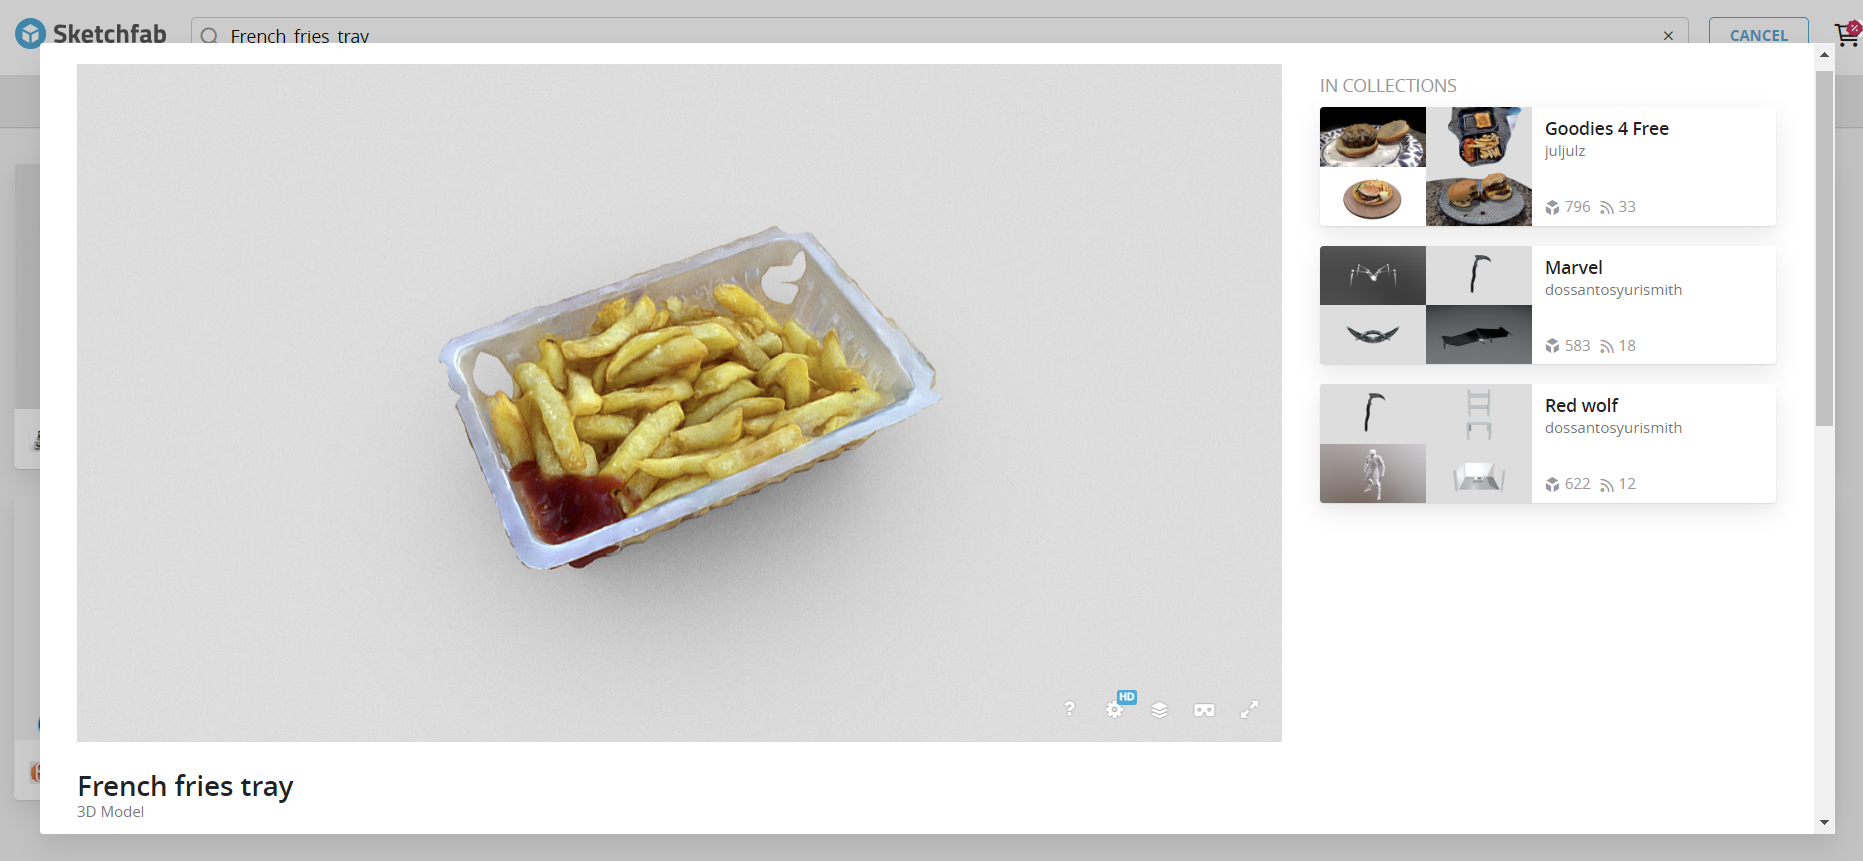 Sketchfab
French fries tray
CANCEL
IN COLLECTIONS
Goodies 4 Free
juljulz
796 33
Marvel
dossantosyurismith
583 18
Red wolf
dossantosyurismith
622 12
? HD
French fries tray
3D Model